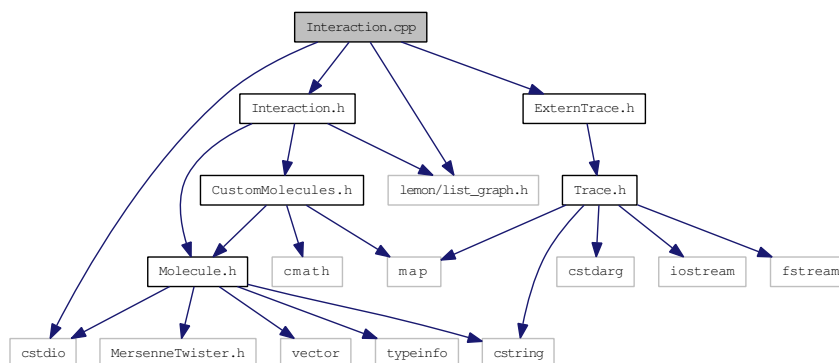 Interaction.cpp
Interaction.h
ExternTrace.h
CustomMolecules.h
lemon/list_graph.h
Trace.h
Molecule.h
cmath
map
cstdarg
iostream
fstream
cstdio
MersenneTwister.h
vector
typeinfo
cstring